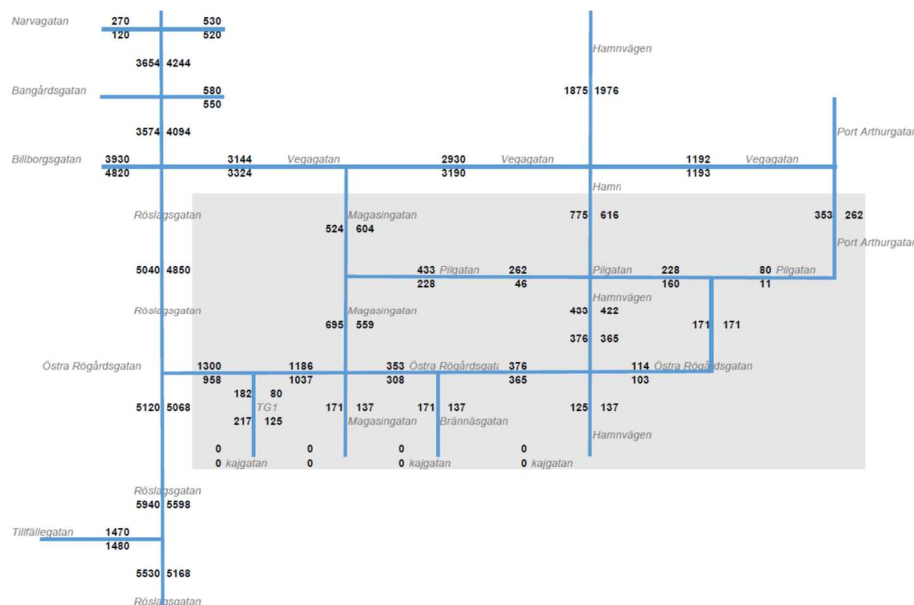 Narvagatan 270 530
120 520
Hamnvägen
3654 4244
Bangårdsgatan 580
550
1875 1976
3574 4094
Port Arthurgatan
Billborgsgatan 3930 3144 Vegagatan 2930 Vegagatan 1192 Vegagatan
4820 3324 3190 1193
Hamn
Röslagsgatan Magasingatan 775 616 353 262
524 604
Port Arthurgatan
5040 4850 433 Pilgatan 262 Pilgatan 228 80 Pilgatan
228 46 160 11
Hamnvägen
Röslagsgatan Magasingatan 433 422
695 559 171 171
376 365
Östra Rögårdsgatan 1300 1186 353 Östra Rögårdsgata 376 114 Östra Rögårdsgatan
958 1037 308 365 103
182 80
5120 5068 TG1 171 137 171 137 125 137
217 125 Magasingatan Brännäsgatan
Hamnvägen
0 0 0 0
0 kajgatan 0 0 kajgatan 0 kajgatan
Röslagsgatan
5940 5598
Tillfällegatan 1470
1480
5530 5168
Röslagsgatan